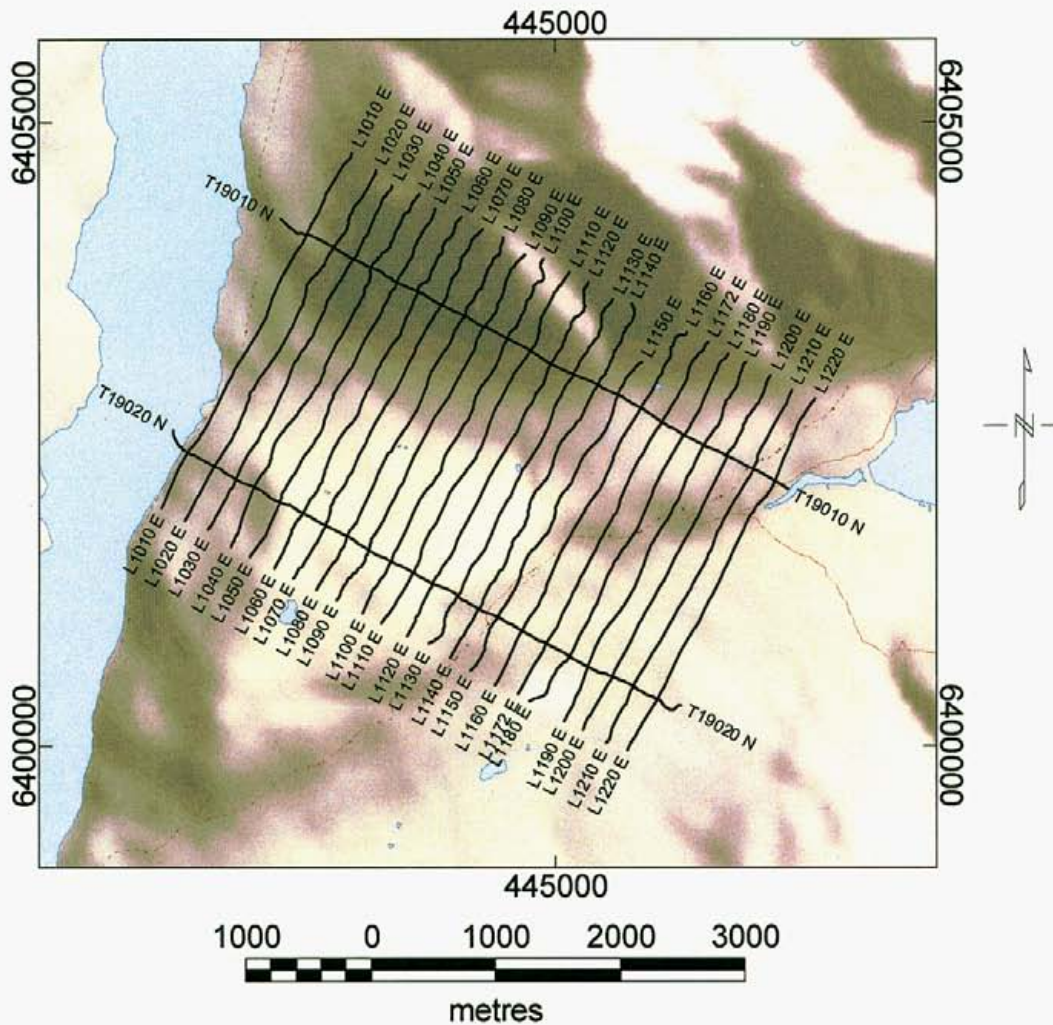 445000
6405000
6405000
L1010 E
L1020 E
L1030 E
L1040 E
L1050 E
L1060 E
L1070 E
L1080 E
L1090 E
L1100 E
L1110 E
L1120 E
L1130 E
L1140 E
L1150 E
L1160 E
L1172 E
L1180 E
L1190 E
L1200 E
L1210 E
L1220 E
T19010 N
T19020 N
T19010 N
T19020 N
N
L1010 E
L1020 E
L1030 E
L1040 E
L1050 E
L1060 E
L1070 E
L1080 E
L1090 E
L1100 E
L1110 E
L1120 E
L1130 E
L1140 E
L1150 E
L1160 E
L1172 E
L1180 E
L1190 E
L1200 E
L1210 E
L1220 E
6400000
6400000
445000
1000 0 1000 2000 3000
metres